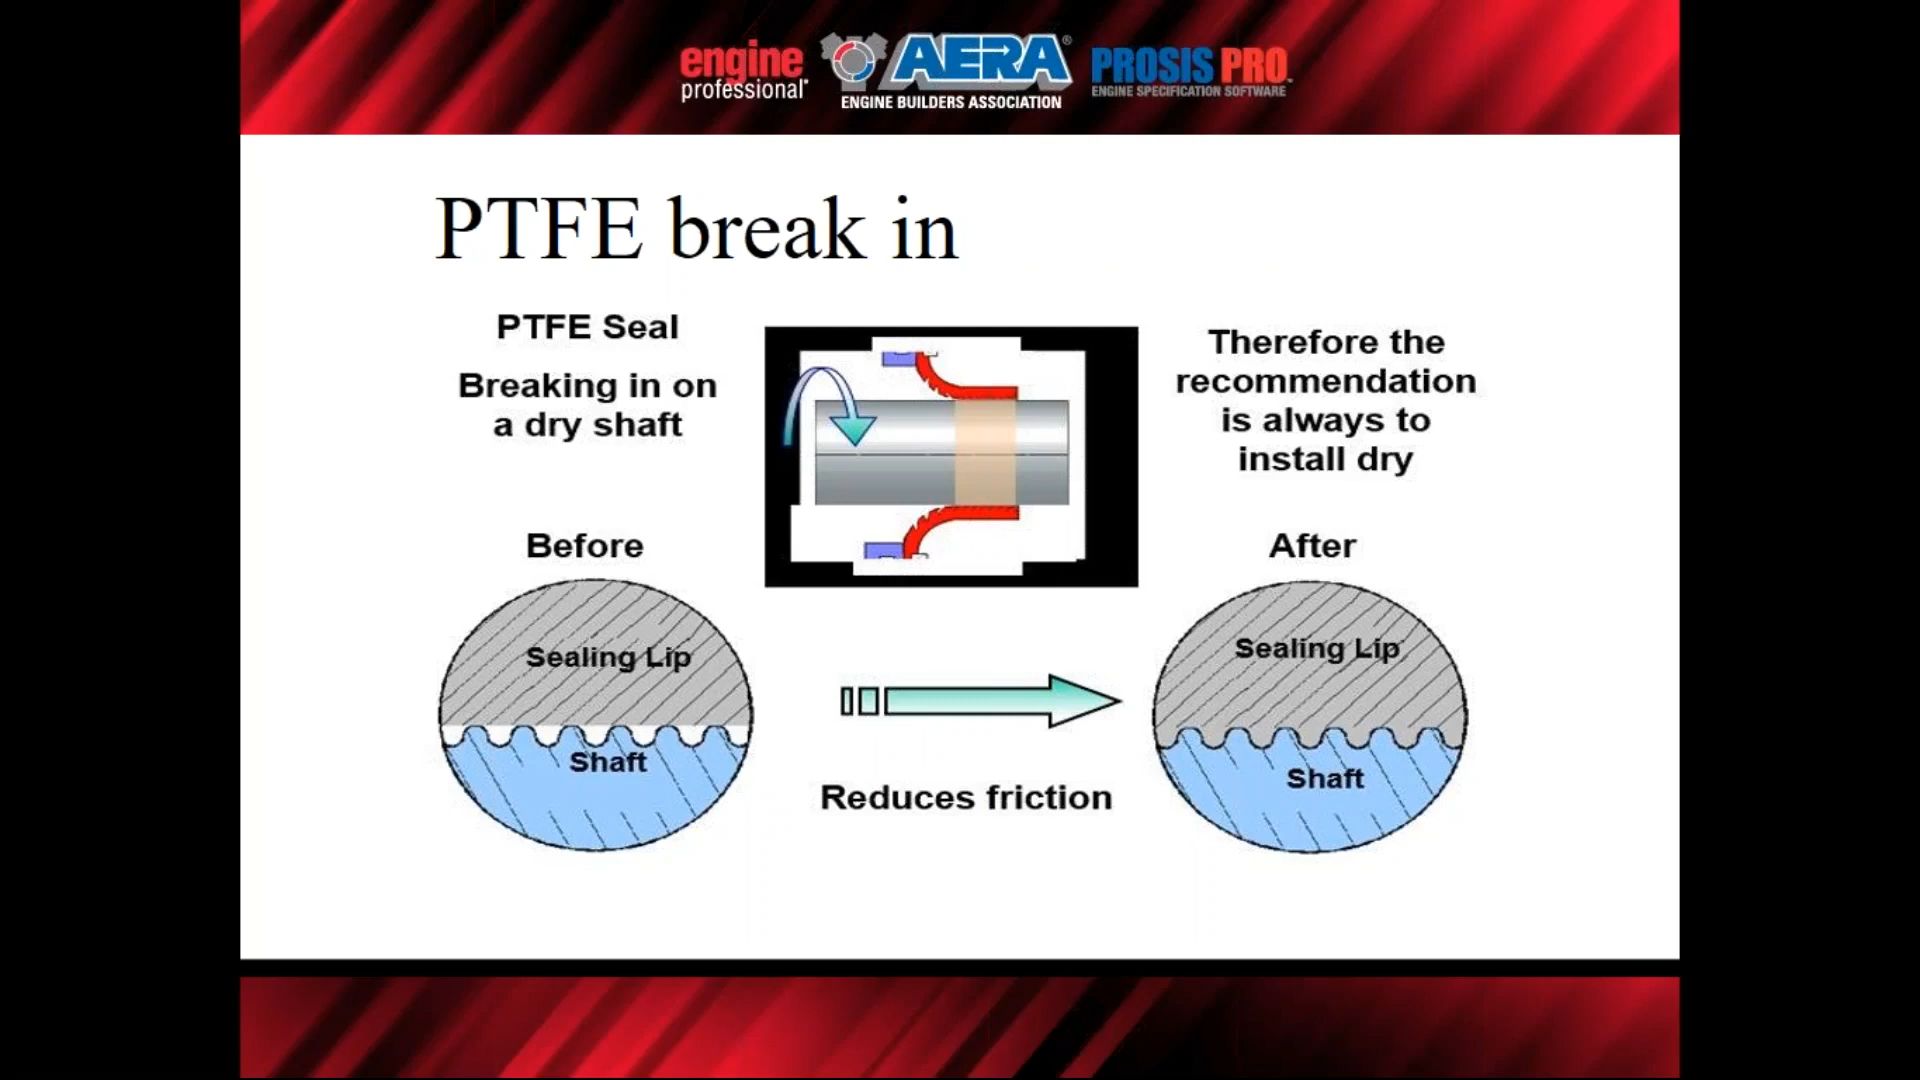 engine
professional®
AERA®
ENGINE BUILDERS ASSOCIATION
PROSIS PRO™
ENGINE SPECIFICATION SOFTWARE
PTFE break in
PTFE Seal
Breaking in on
a dry shaft
Therefore the
recommendation
is always to
install dry
Before
After
Sealing Lip
Shaft
Reduces friction
Sealing Lip
Shaft